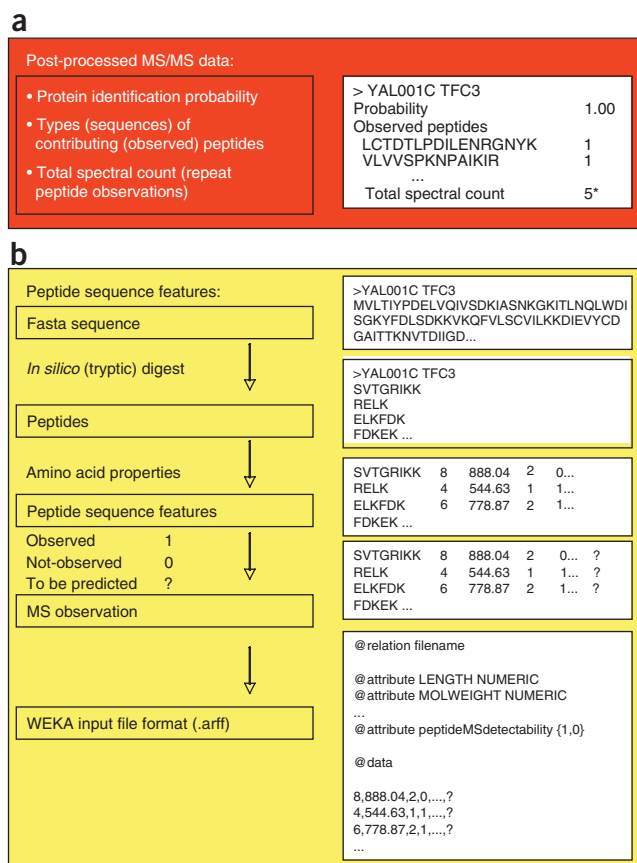 a
Post-processed MS/MS data:
• Protein identification probability
• Types (sequences) of
contributing (observed) peptides
• Total spectral count (repeat
peptide observations)
> YAL001C TFC3
Probability 1.00
Observed peptides
LCTDTLPDILENRGNYK 1
VLVVSPKNPAIKIR 1
...
Total spectral count 5*
b
Peptide sequence features:
Fasta sequence
In silico (tryptic) digest
Peptides
Amino acid properties
Peptide sequence features
Observed 1
Not-observed 0
To be predicted ?
MS observation
WEKA input file format (.arff)
>YAL001C TFC3
MVLTIYPDELVQIVSDKIASNKGKITLNQLWDI
SGKYFDLSDKKVKQFVLSCVILKKDIEVYCD
GAITTKNVTDIIGD...
>YAL001C TFC3
SVTGRIKK
RELK
ELKFDK
FDKEK ...
SVTGRIKK 8 888.04 2 0...
RELK 4 544.63 1 1...
ELKFDK 6 778.87 2 1...
FDKEK ...
SVTGRIKK 8 888.04 2 0... ?
RELK 4 544.63 1 1... ?
ELKFDK 6 778.87 2 1... ?
FDKEK ...
@relation filename
@attribute LENGTH NUMERIC
@attribute MOLWEIGHT NUMERIC
...
@attribute peptideMSdetectability {1,0}
@data
8,888.04,2,0,...,?
4,544.63,1,1,...,?
6,778.87,2,1,...,?
...